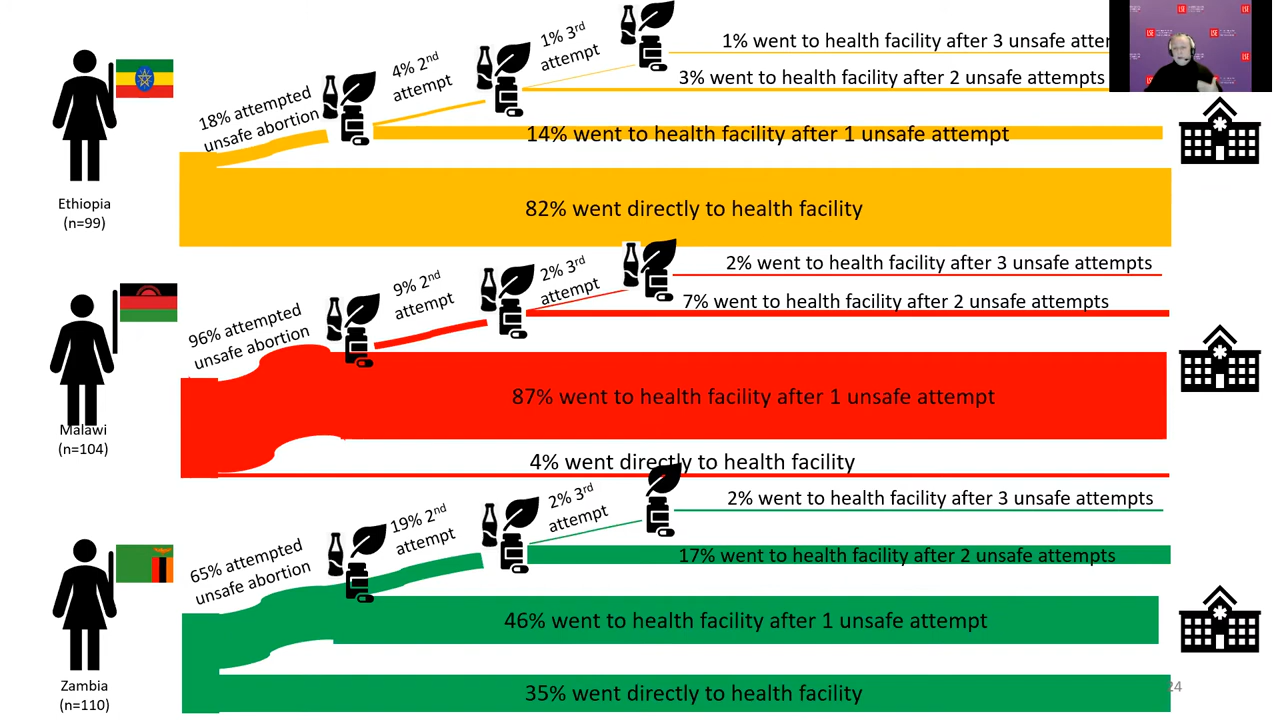 18% attempted
unsafe abortion
4% 2nd
attempt
1% 3rd
attempt
1% went to health facility after 3 unsafe
3% went to health facility after 2 unsafe attempts
14% went to health facility after 1 unsafe attempt
82% went directly to health facility
Ethiopia
(n=99)
LSE
96% attempted
unsafe abortion
9% 2nd
attempt
2% 3rd
attempt
2% went to health facility after 3 unsafe attempts
7% went to health facility after 2 unsafe attempts
87% went to health facility after 1 unsafe attempt
4% went directly to health facility
Malawi
(n=104)
65% attempted
unsafe abortion
19% 2nd
attempt
2% 3rd
attempt
2% went to health facility after 3 unsafe attempts
17% went to health facility after 2 unsafe attempts
46% went to health facility after 1 unsafe attempt
35% went directly to health facility
Zambia
(n=110)
24